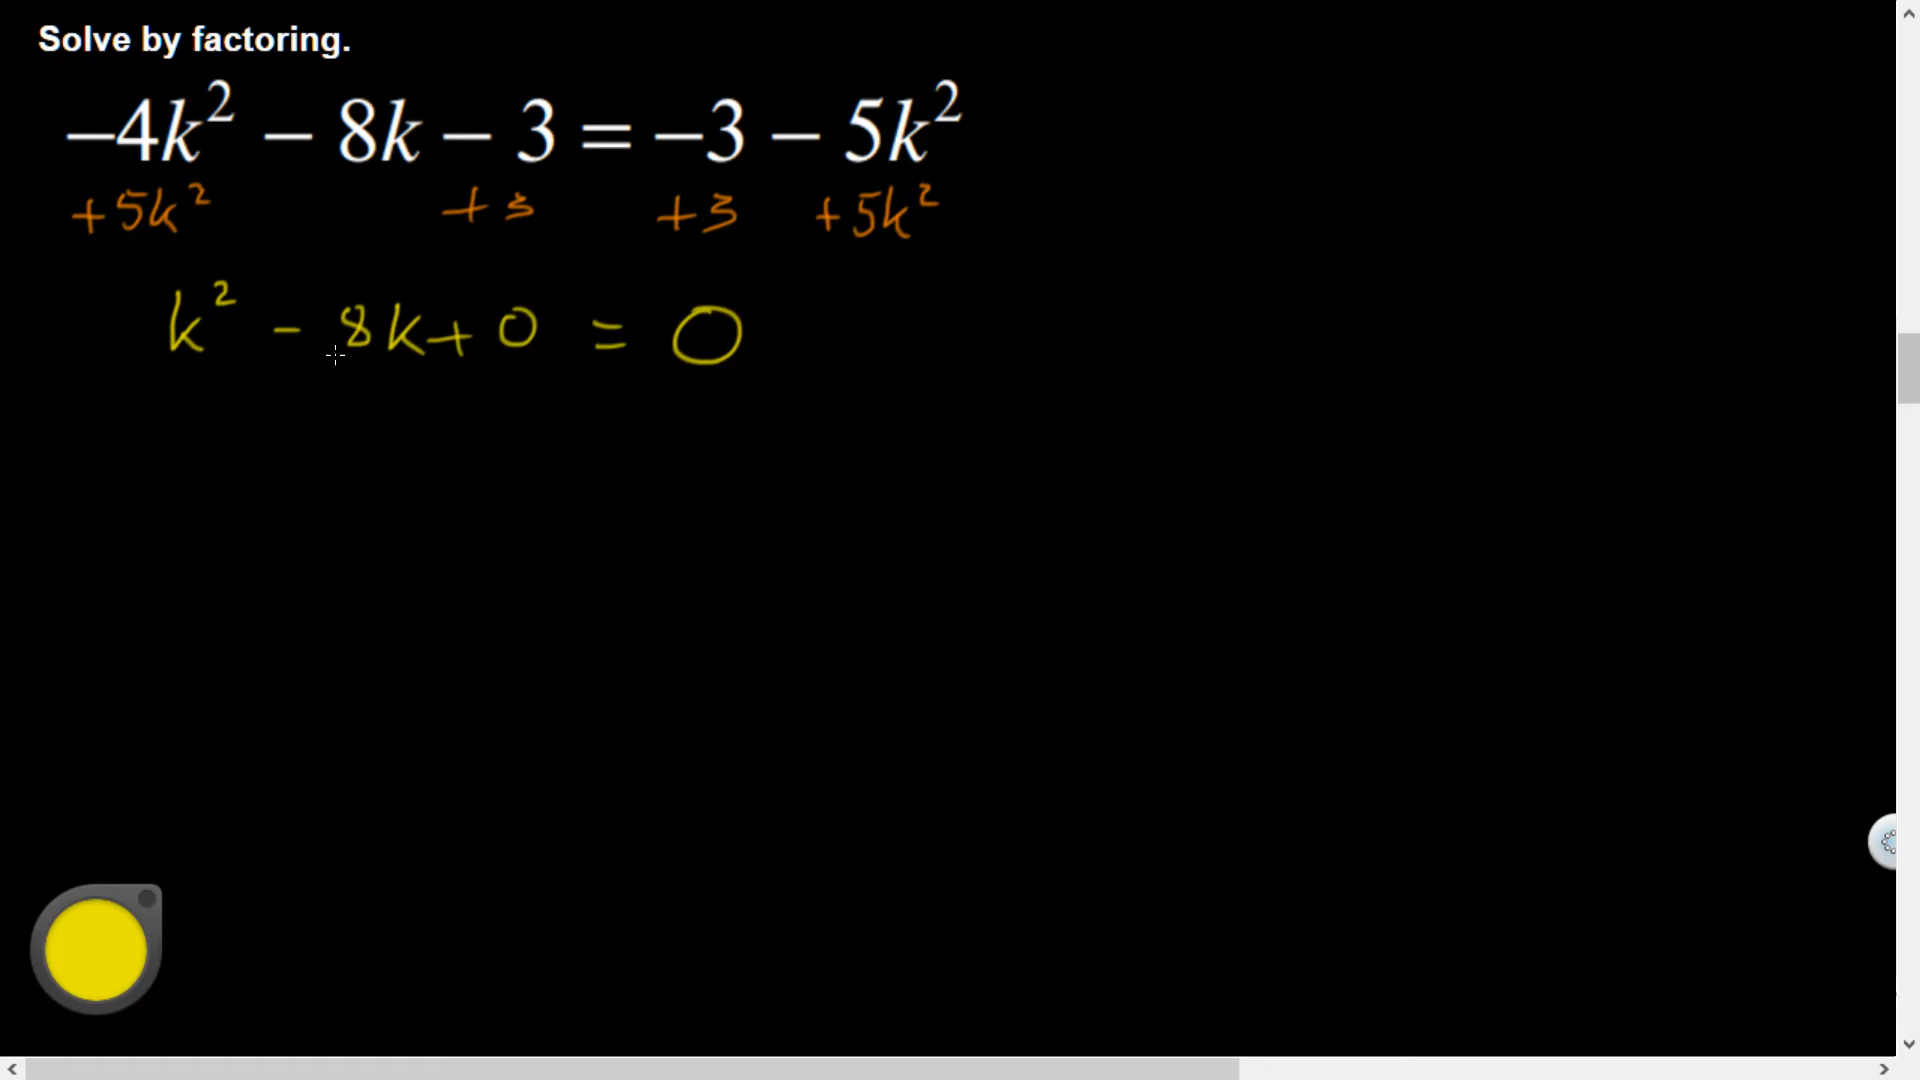 Solve by factoring.
−4k² − 8k − 3 = −3 − 5k²
+5k² +3 +3 +5k²
k² − 8k + 0 = 0